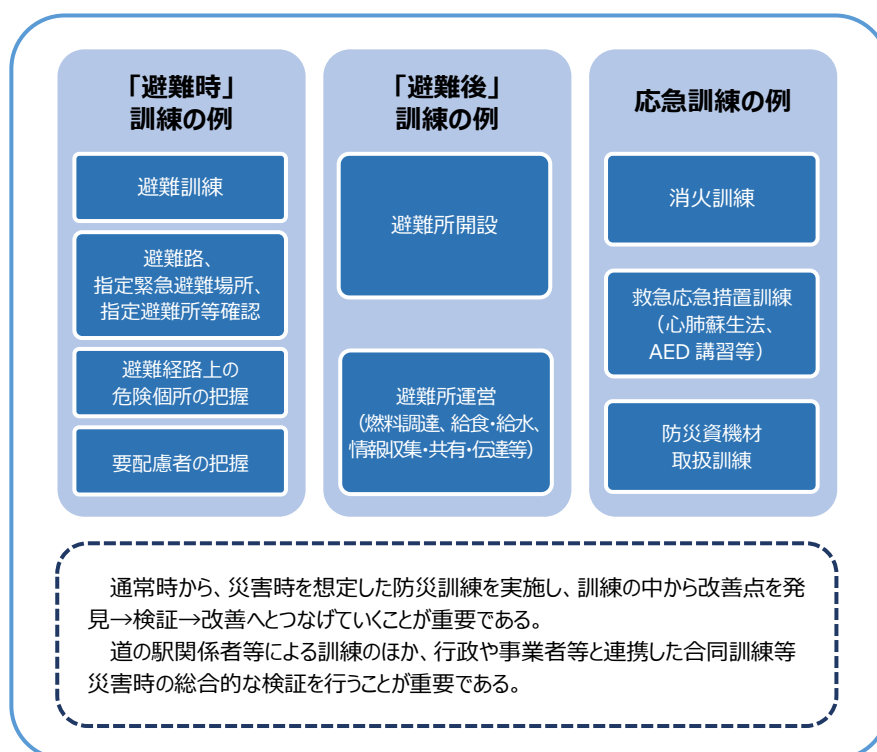 「避難時」
訓練の例
避難訓練
避難路、
指定緊急避難場所、
指定避難所等確認
避難経路上の
危険個所の把握
要配慮者の把握
「避難後」
訓練の例
避難所開設
避難所運営
（燃料調達、給食・給水、
情報収集・共有・伝達等）
応急訓練の例
消火訓練
救急応急措置訓練
（心肺蘇生法、
AED 講習等）
防災資機材
取扱訓練
通常時から、災害時を想定した防災訓練を実施し、訓練の中から改善点を発
見→検証→改善へとつなげていくことが重要である。
道の駅関係者等による訓練のほか、行政や事業者等と連携した合同訓練等
災害時の総合的な検証を行うことが重要である。